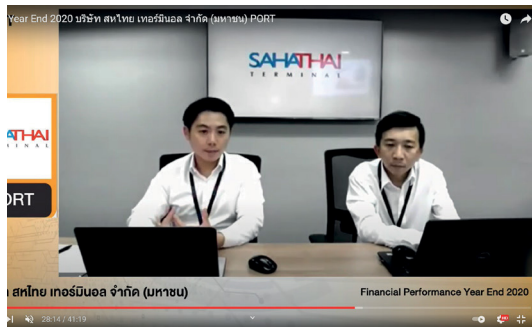 Year End 2020 บริษัท สหไทย เทอร์มินอล จำกัด (มหาชน) PORT
SAHATHAI
TERMINAL
THAI
INAL
ORT
สหไทย เทอร์มินอล จำกัด (มหาชน)
Financial Performance Year End 2020
28:14 / 41:19